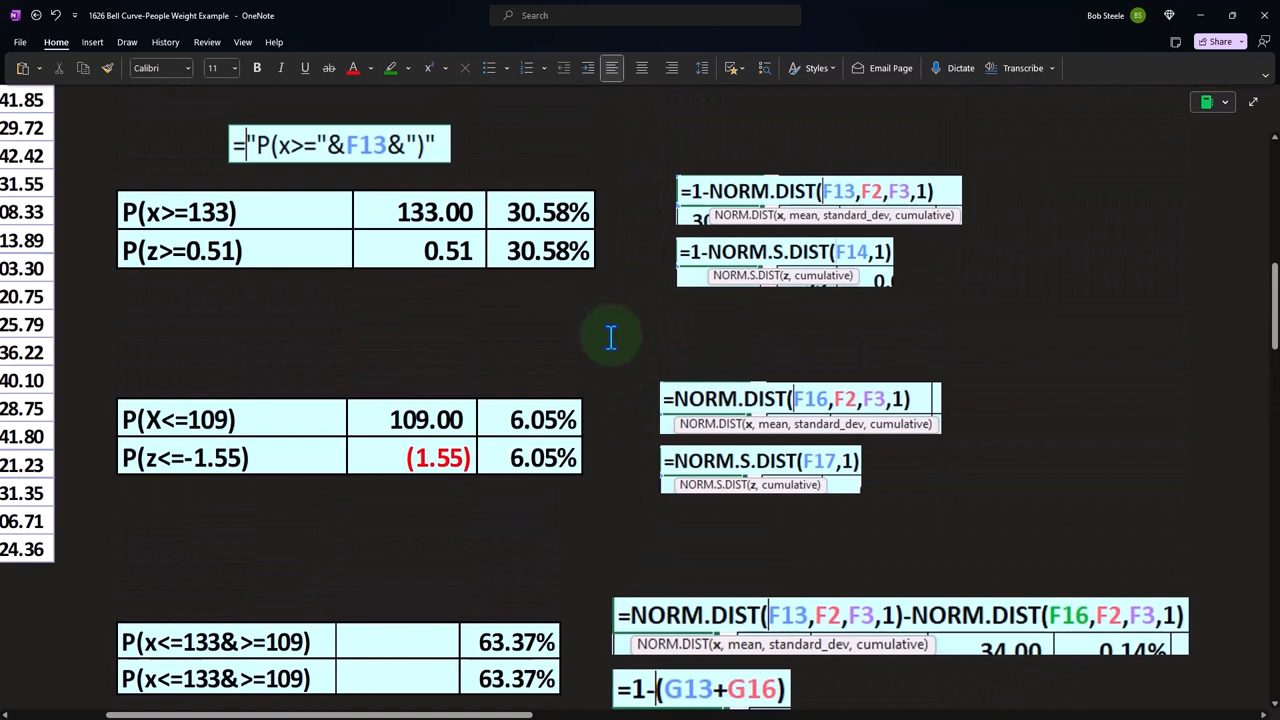 1626 Bell Curve-People Weight Example - OneNote
Search
Bob Steele
BS
File Home Insert Draw History Review View Help
Share
Calibri 11 B I U ab A x Styles Email Page Dictate Transcribe
41.85
29.72
42.42
31.55
08.33
13.89
03.30
20.75
25.79
36.22
40.10
28.75
41.80
21.23
31.35
06.71
24.36
="P(x>="&F13&")"
P(x>=133) 133.00 30.58%
P(z>=0.51) 0.51 30.58%
=1-NORM.DIST(F13,F2,F3,1)
NORM.DIST(x, mean, standard_dev, cumulative)
=1-NORM.S.DIST(F14,1)
NORM.S.DIST(z, cumulative)
P(X<=109) 109.00 6.05%
P(z<=-1.55) (1.55) 6.05%
=NORM.DIST(F16,F2,F3,1)
NORM.DIST(x, mean, standard_dev, cumulative)
=NORM.S.DIST(F17,1)
NORM.S.DIST(z, cumulative)
P(x<=133&>=109) 63.37%
P(x<=133&>=109) 63.37%
=NORM.DIST(F13,F2,F3,1)-NORM.DIST(F16,F2,F3,1)
NORM.DIST(x, mean, standard_dev, cumulative)
34.00 0.14%
=1-(G13+G16)